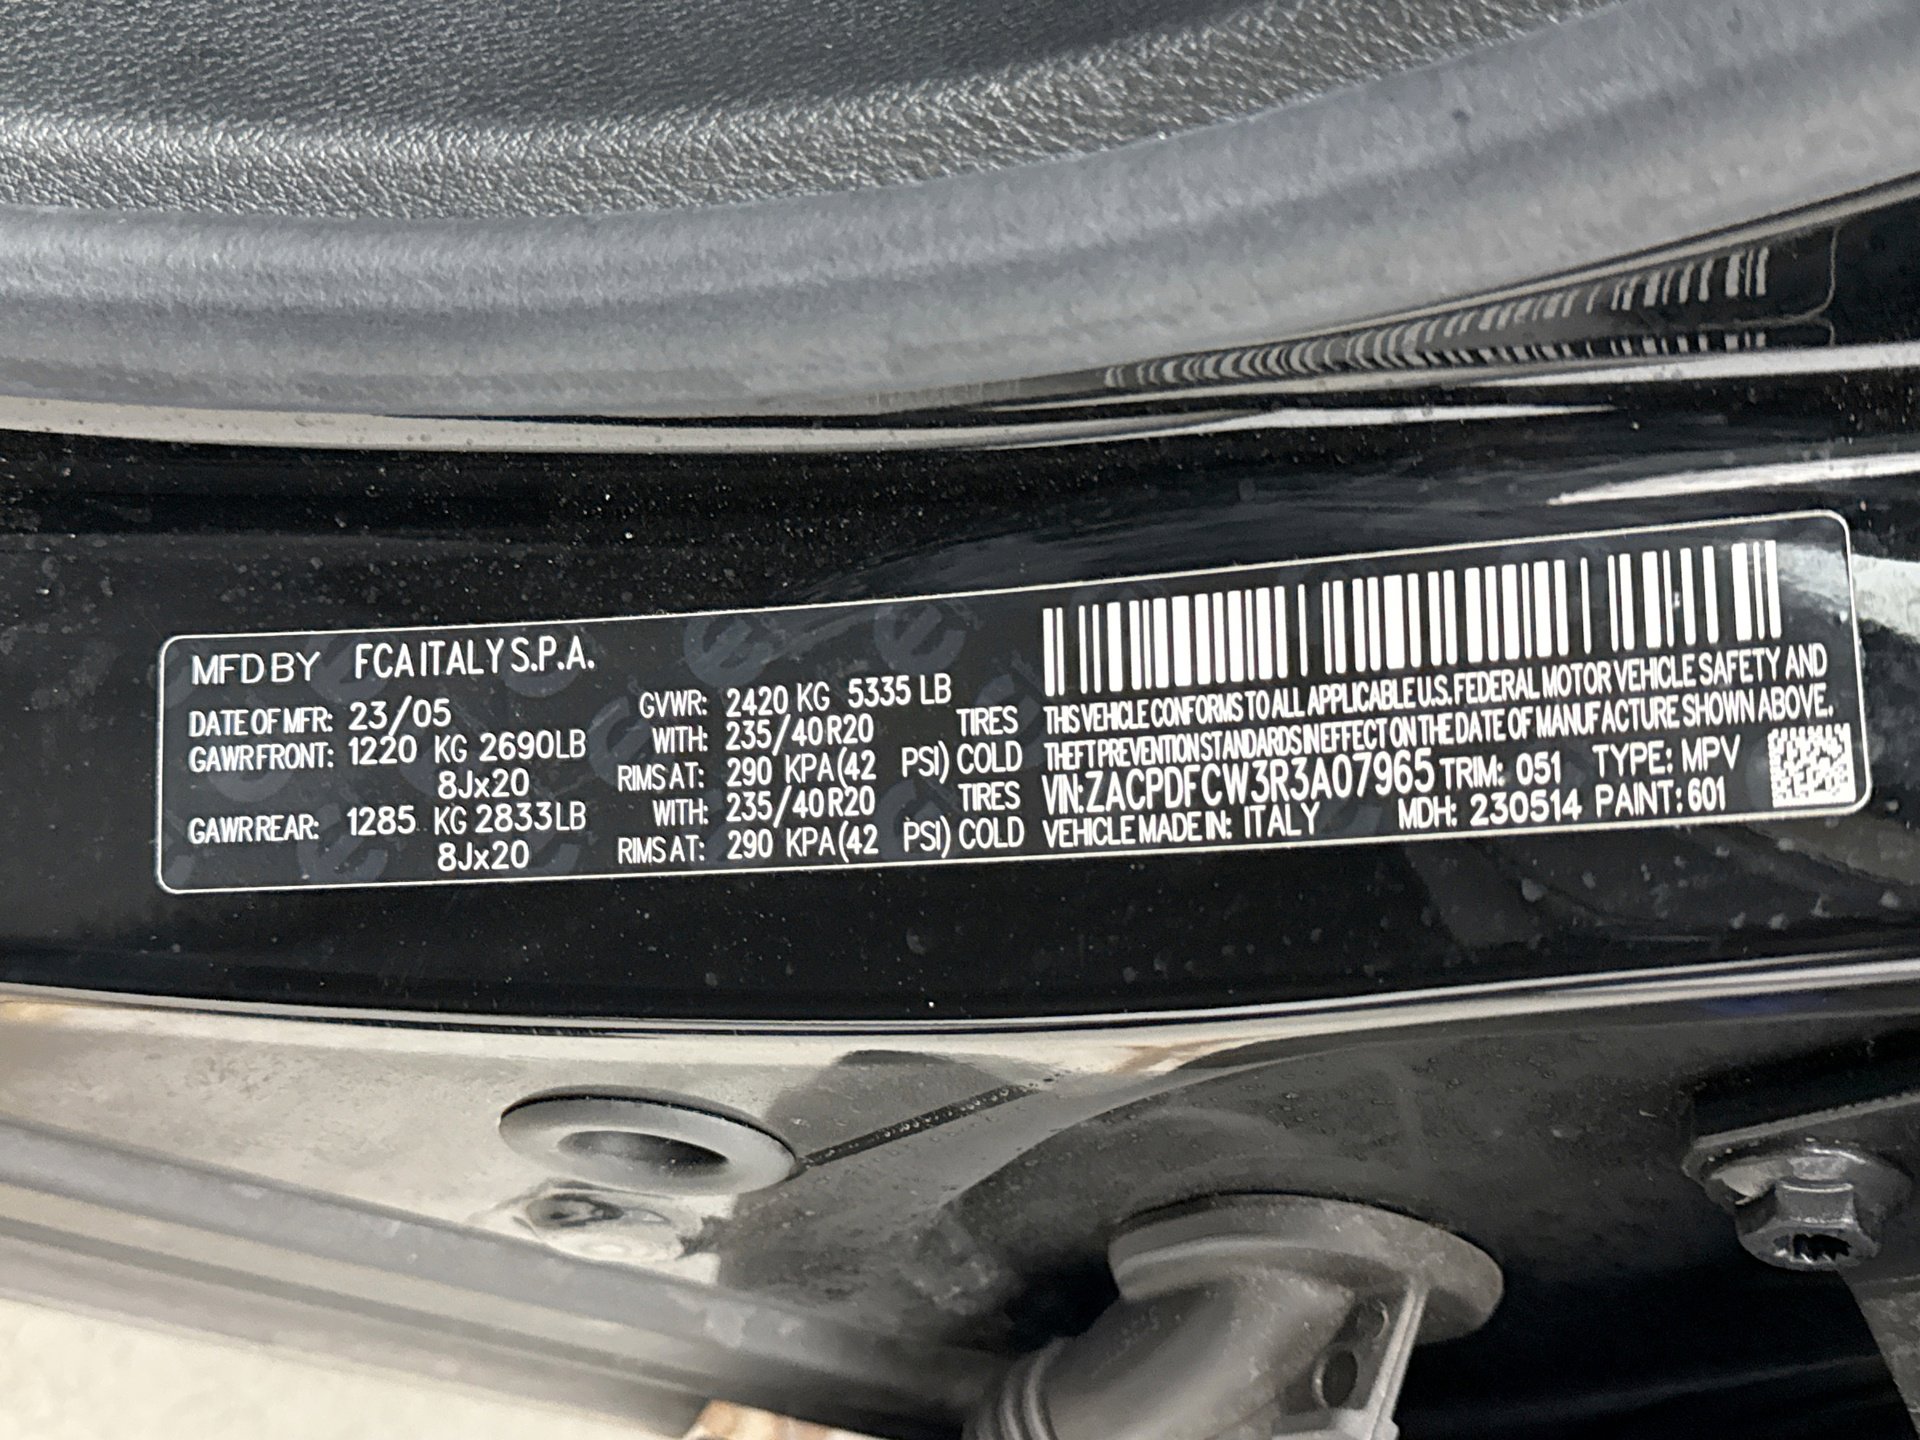 MFD BY FCA ITALY S.P.A.
DATE OF MFR: 23/05 GVWR: 2420 KG 5335 LB
GAWR FRONT: 1220 KG 2690LB WITH: 235/40R20 TIRES
8Jx20 RIMS AT: 290 KPA(42 PSI) COLD
GAWR REAR: 1285 KG 2833LB WITH: 235/40R20 TIRES
8Jx20 RIMS AT: 290 KPA(42 PSI) COLD
THIS VEHICLE CONFORMS TO ALL APPLICABLE U.S. FEDERAL MOTOR VEHICLE SAFETY AND
THEFT PREVENTION STANDARDS IN EFFECT ON THE DATE OF MANUFACTURE SHOWN ABOVE.
VIN: ZACPDFCW3R3A07965 TRIM: 051 TYPE: MPV
VEHICLE MADE IN: ITALY MDH: 230514 PAINT: 601